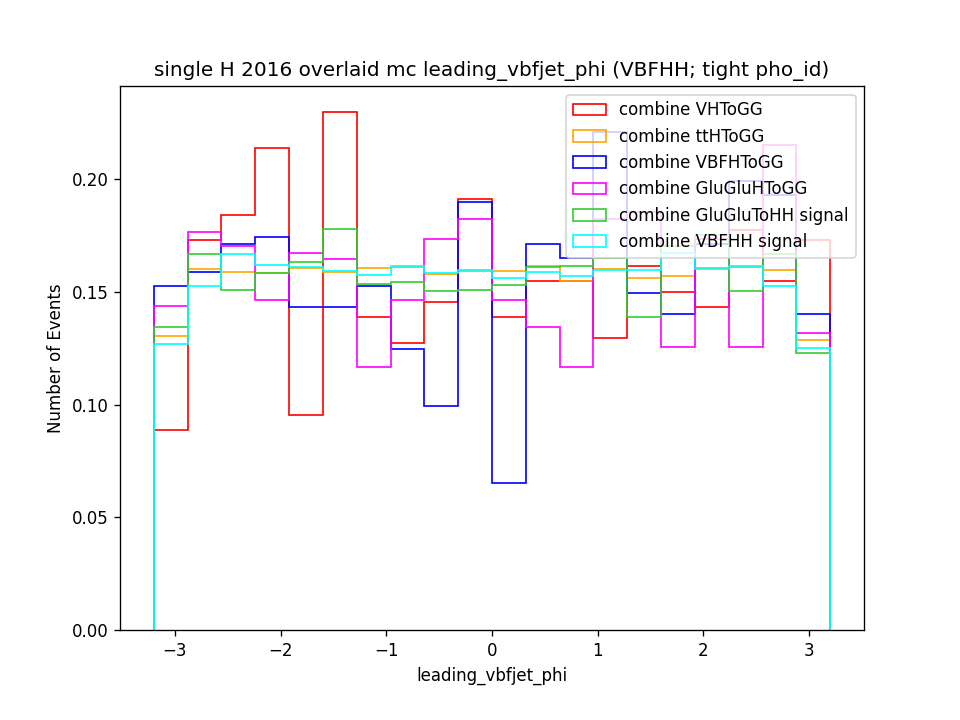 single H 2016 overlaid mc leading_vbfjet_phi (VBFHH; tight pho_id)
combine VHToGG
combine ttHToGG
combine VBFHToGG
combine GluGluHToGG
combine GluGluToHH signal
combine VBFHH signal
Number of Events
0.20
0.15
0.10
0.05
0.00
−3 −2 −1 0 1 2 3
leading_vbfjet_phi